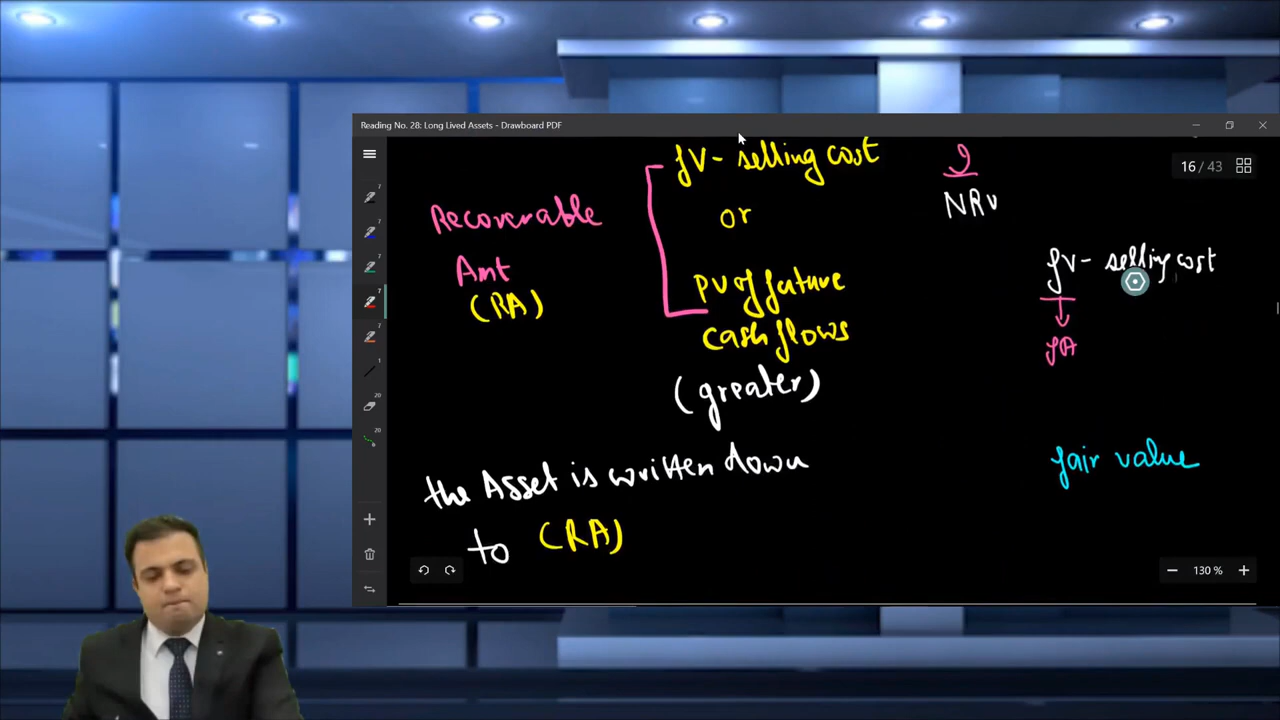 Reading No. 28: Long Lived Assets - Drawboard PDF
16 / 43
fV- selling cost
or
PV of future
cash flows
(greater)
Recoverable
Amt
(RA)
the Asset is written down
to (RA)
NRV
fV- selling cost
fair value
130 %